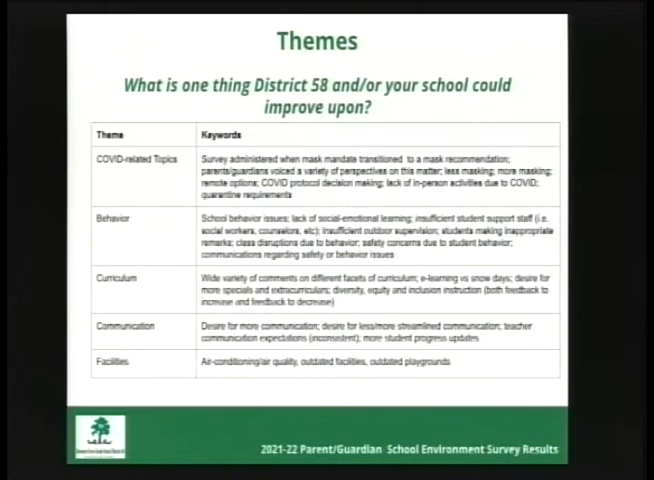 Themes
What is one thing District 58 and/or your school could
improve upon?
Theme Keywords
COVID-related Topics Survey administered when mask mandate transitioned to a mask recommendation;
parents/guardians voiced a variety of perspectives on this matter; less masking; more masking;
remote options; COVID protocol decision making; lack of in-person activities due to COVID;
quarantine requirements
Behavior School behavior issues; lack of social-emotional learning; insufficient student support staff (i.e.
social workers, counselors, etc); insufficient outdoor supervision; students making inappropriate
remarks; class disruptions due to behavior; safety concerns due to student behavior;
communications regarding safety or behavior issues
Curriculum Wide variety of comments on different facets of curriculum; e-learning vs snow days; desire for
more specials and extracurriculars; diversity, equity and inclusion instruction (both feedback to
increase and feedback to decrease)
Communication Desire for more communication; desire for less/more streamlined communication; teacher
communication expectations (inconsistent); more student progress updates
Facilities Air-conditioning/air quality, outdated facilities, outdated playgrounds
2021-22 Parent/Guardian School Environment Survey Results